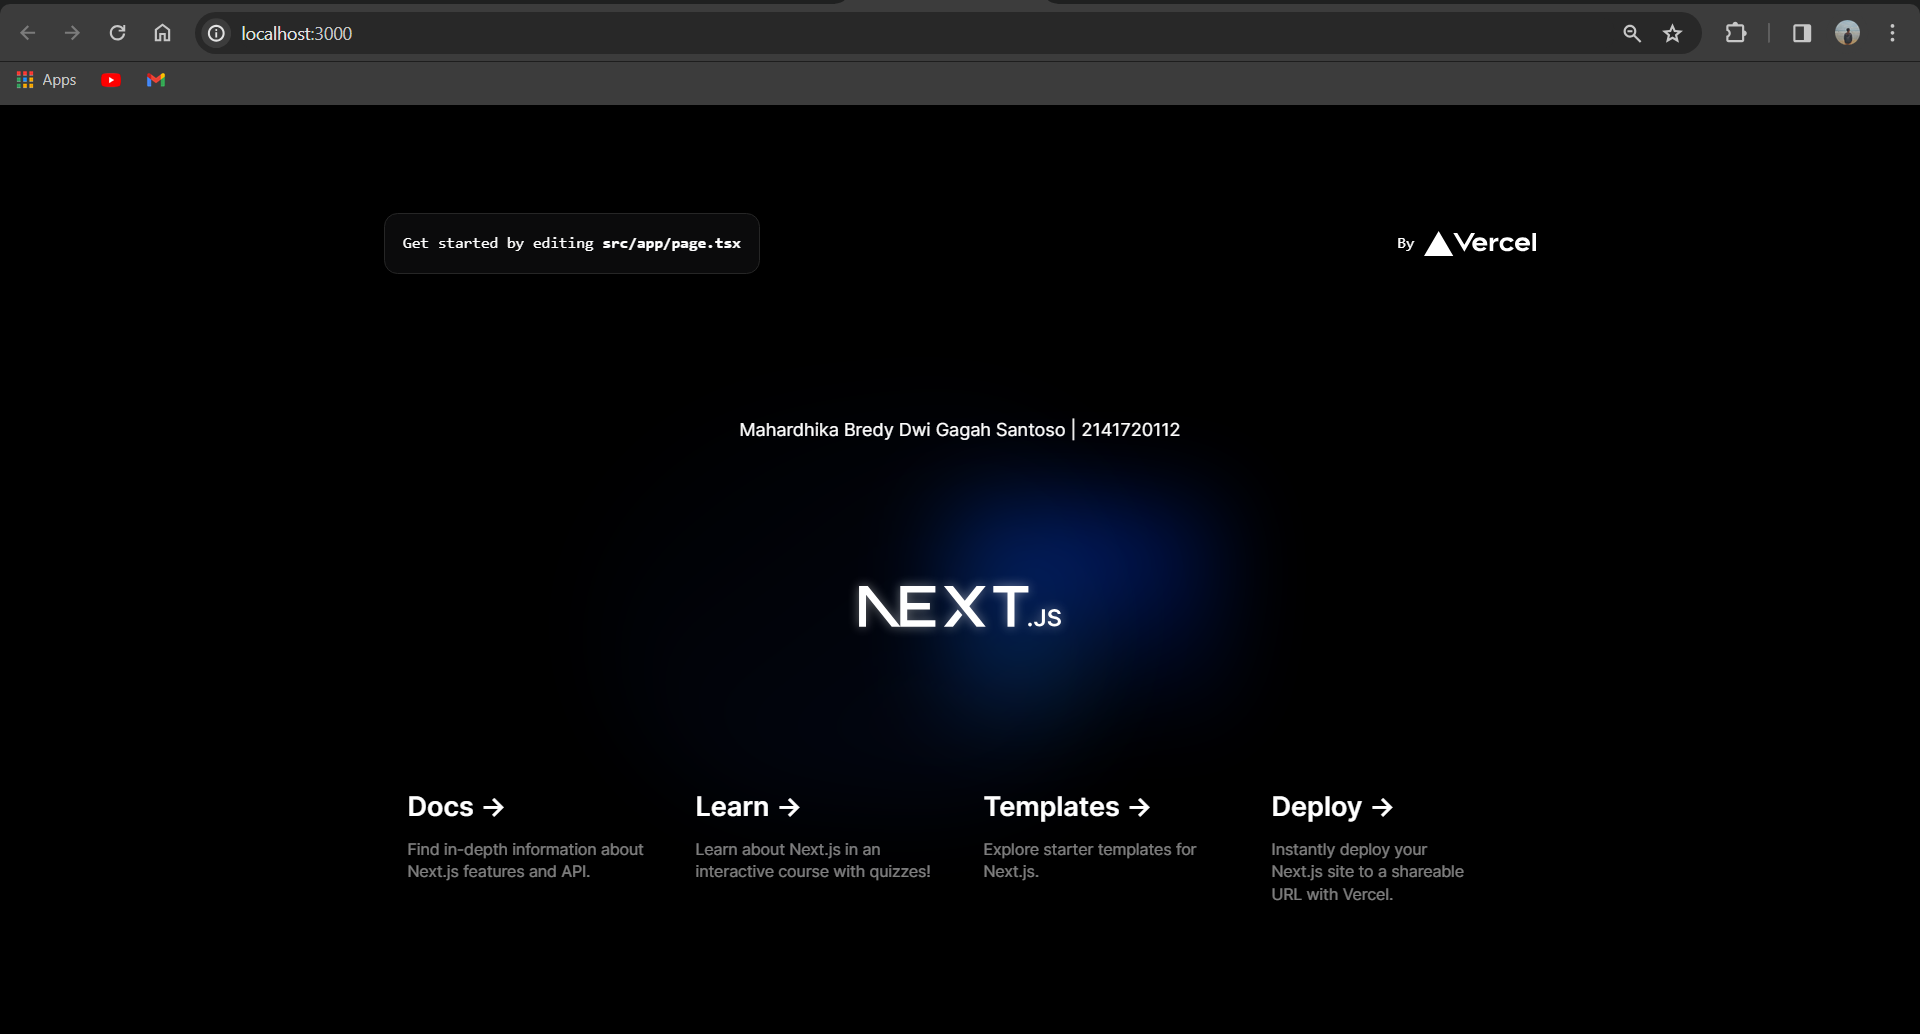 localhost:3000
Apps
Get started by editing src/app/page.tsx
By Vercel
Mahardhika Bredy Dwi Gagah Santoso | 2141720112
NEXT.JS
Docs →
Find in-depth information about
Next.js features and API.
Learn →
Learn about Next.js in an
interactive course with quizzes!
Templates →
Explore starter templates for
Next.js.
Deploy →
Instantly deploy your
Next.js site to a shareable
URL with Vercel.